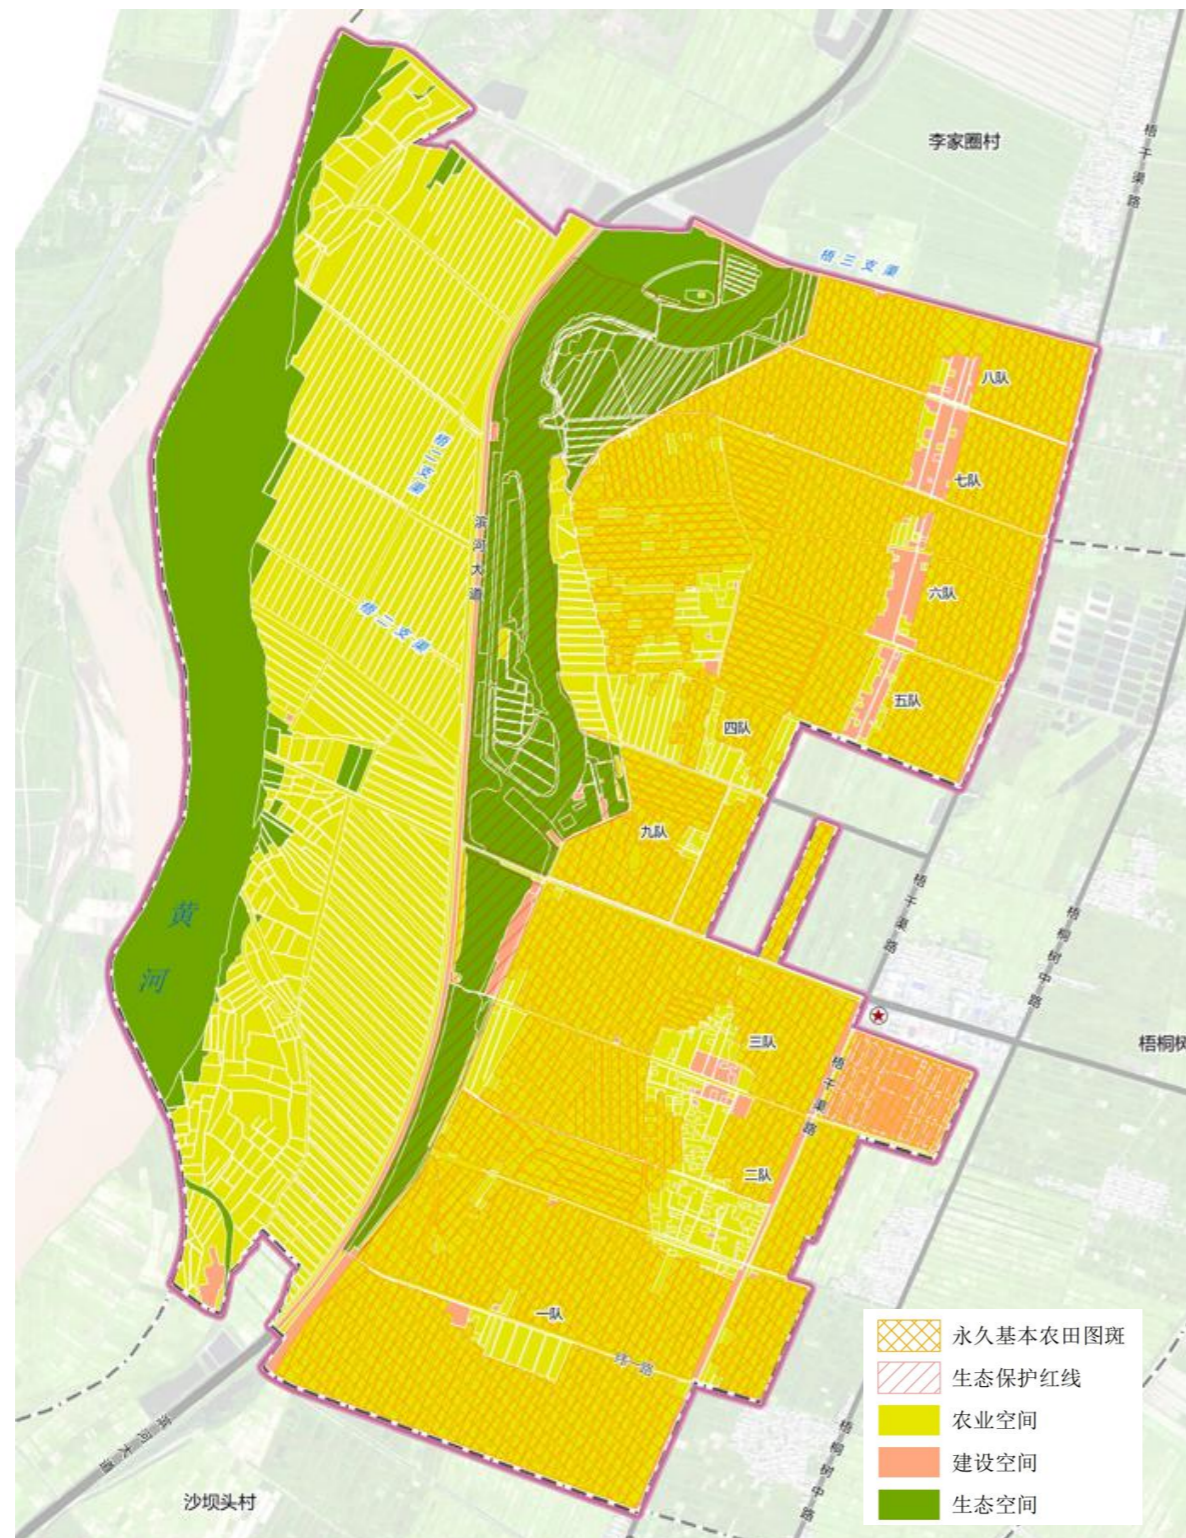 李家圈村
梧干渠路
梧三支渠
八队
梧三支渠
七队
滨河大道
六队
梧二支渠
五队
四队
九队
梧干渠路
黄河
梧桐树中路
三队
梧桐树
梧干渠路
二队
一队
纬一路
永久基本农田图斑
生态保护红线
农业空间
建设空间
生态空间
滨河大道
梧桐树中路
沙坝头村